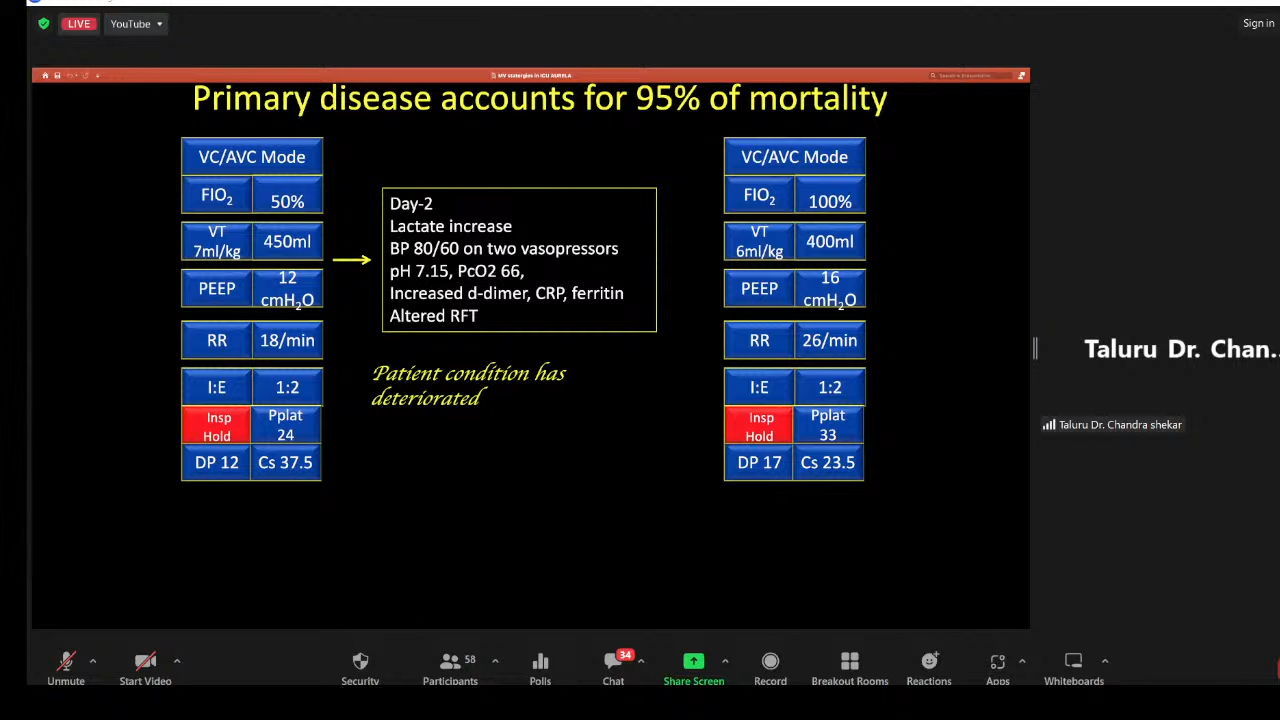 LIVE
YouTube
Sign in
MV statergies in ICU AURELA
Primary disease accounts for 95% of mortality
VC/AVC Mode
FIO2
50%
VT
7ml/kg
450ml
PEEP
12
cmH2O
RR
18/min
I:E
1:2
Insp
Hold
Pplat
24
DP 12
Cs 37.5
Day-2
Lactate increase
BP 80/60 on two vasopressors
pH 7.15, PcO2 66,
Increased d-dimer, CRP, ferritin
Altered RFT
Patient condition has
deteriorated
VC/AVC Mode
FIO2
100%
VT
6ml/kg
400ml
PEEP
16
cmH2O
RR
26/min
I:E
1:2
Insp
Hold
Pplat
33
DP 17
Cs 23.5
Taluru Dr. Chan...
Taluru Dr. Chandra shekar
Unmute
Start Video
Security
58
Participants
Polls
34
Chat
Share Screen
Record
Breakout Rooms
Reactions
Apps
Whiteboards